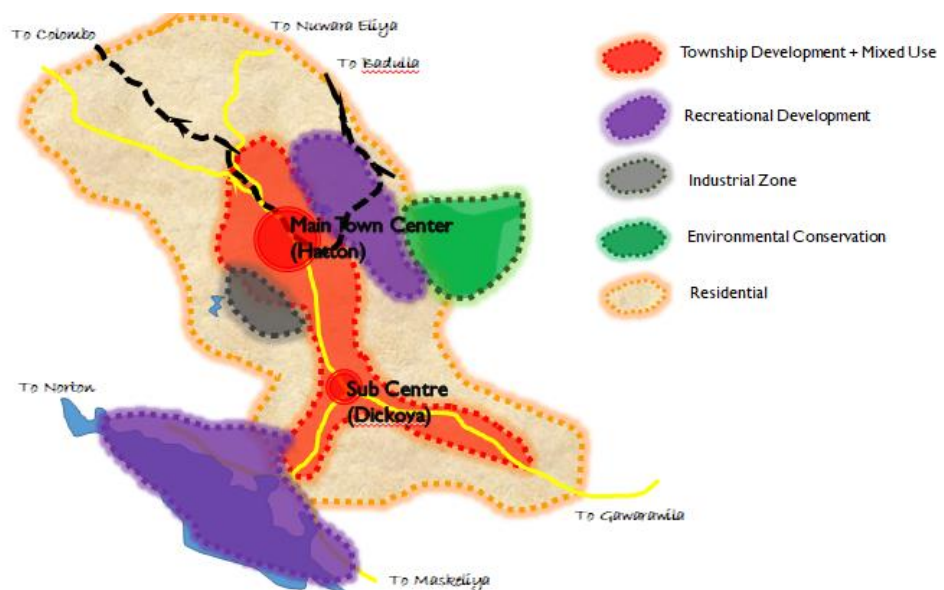 To Colombo
To Nuwara Eliya
To Badulla
Main Town Center
(Hatton)
To Norton
Sub Centre
(Dickoya)
To Gawarawila
To Maskeliya
Township Development + Mixed Use
Recreational Development
Industrial Zone
Environmental Conservation
Residential